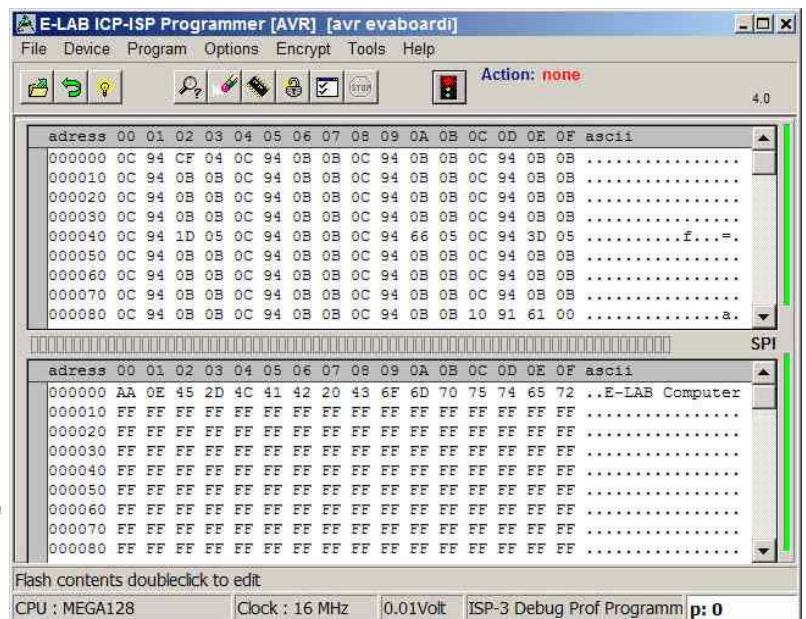 E-LAB ICP-ISP Programmer [AVR] [avr evaboardi]
File Device Program Options Encrypt Tools Help
STOP Action: none
4.0
adress 00 01 02 03 04 05 06 07 08 09 0A 0B 0C 0D 0E 0F ascii
000000 0C 94 CF 04 0C 94 0B 0B 0C 94 0B 0B 0C 94 0B 0B ................
000010 0C 94 0B 0B 0C 94 0B 0B 0C 94 0B 0B 0C 94 0B 0B ................
000020 0C 94 0B 0B 0C 94 0B 0B 0C 94 0B 0B 0C 94 0B 0B ................
000030 0C 94 0B 0B 0C 94 0B 0B 0C 94 0B 0B 0C 94 0B 0B ................
000040 0C 94 1D 05 0C 94 0B 0B 0C 94 66 05 0C 94 3D 05 ..........f...=.
000050 0C 94 0B 0B 0C 94 0B 0B 0C 94 0B 0B 0C 94 0B 0B ................
000060 0C 94 0B 0B 0C 94 0B 0B 0C 94 0B 0B 0C 94 0B 0B ................
000070 0C 94 0B 0B 0C 94 0B 0B 0C 94 0B 0B 0C 94 0B 0B ................
000080 0C 94 0B 0B 0C 94 0B 0B 0C 94 0B 0B 10 91 61 00 ..............a.
SPI
adress 00 01 02 03 04 05 06 07 08 09 0A 0B 0C 0D 0E 0F ascii
000000 AA 0E 45 2D 4C 41 42 20 43 6F 6D 70 75 74 65 72 ..E-LAB Computer
000010 FF FF FF FF FF FF FF FF FF FF FF FF FF FF FF FF ................
000020 FF FF FF FF FF FF FF FF FF FF FF FF FF FF FF FF ................
000030 FF FF FF FF FF FF FF FF FF FF FF FF FF FF FF FF ................
000040 FF FF FF FF FF FF FF FF FF FF FF FF FF FF FF FF ................
000050 FF FF FF FF FF FF FF FF FF FF FF FF FF FF FF FF ................
000060 FF FF FF FF FF FF FF FF FF FF FF FF FF FF FF FF ................
000070 FF FF FF FF FF FF FF FF FF FF FF FF FF FF FF FF ................
000080 FF FF FF FF FF FF FF FF FF FF FF FF FF FF FF FF ................
Flash contents doubleclick to edit
CPU : MEGA128 Clock : 16 MHz 0.01Volt ISP-3 Debug Prof Programm p: 0